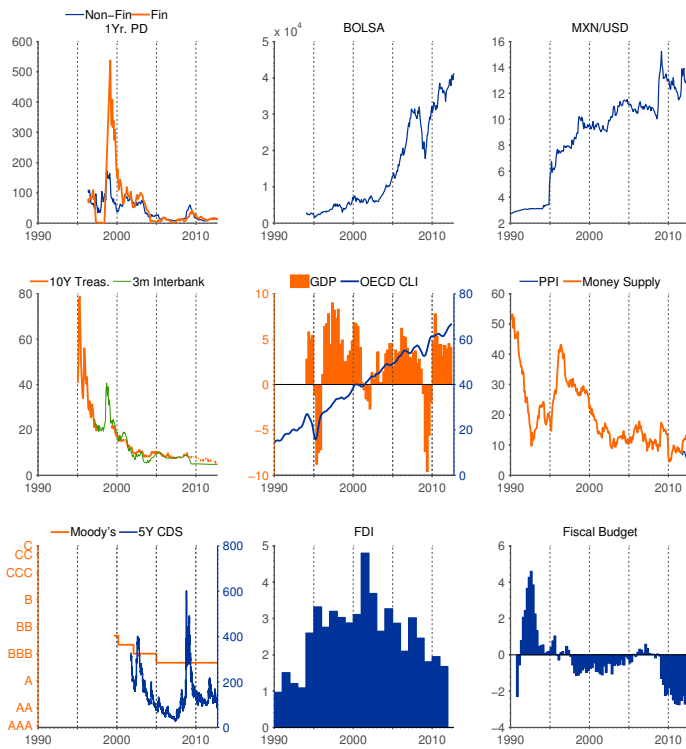 Non−Fin Fin
1Yr. PD
600
500
400
300
200
100
0
1990 2000 2010
BOLSA
x 10^4
5
4
3
2
1
0
1990 2000 2010
MXN/USD
16
14
12
10
8
6
4
2
1990 2000 2010
10Y Treas. 3m Interbank
80
60
40
20
0
1990 2000 2010
GDP OECD CLI
10 80
5 60
0 40
−5 20
−10 0
1990 2000 2010
PPI Money Supply
60
50
40
30
20
10
0
1990 2000 2010
Moody's 5Y CDS
C 800
CC
CCC
B 600
BB
400
BBB
A 200
AA
AAA 0
1990 2000 2010
FDI
5
4
3
2
1
0
1990 2000 2010
Fiscal Budget
6
4
2
0
−2
−4
1990 2000 2010